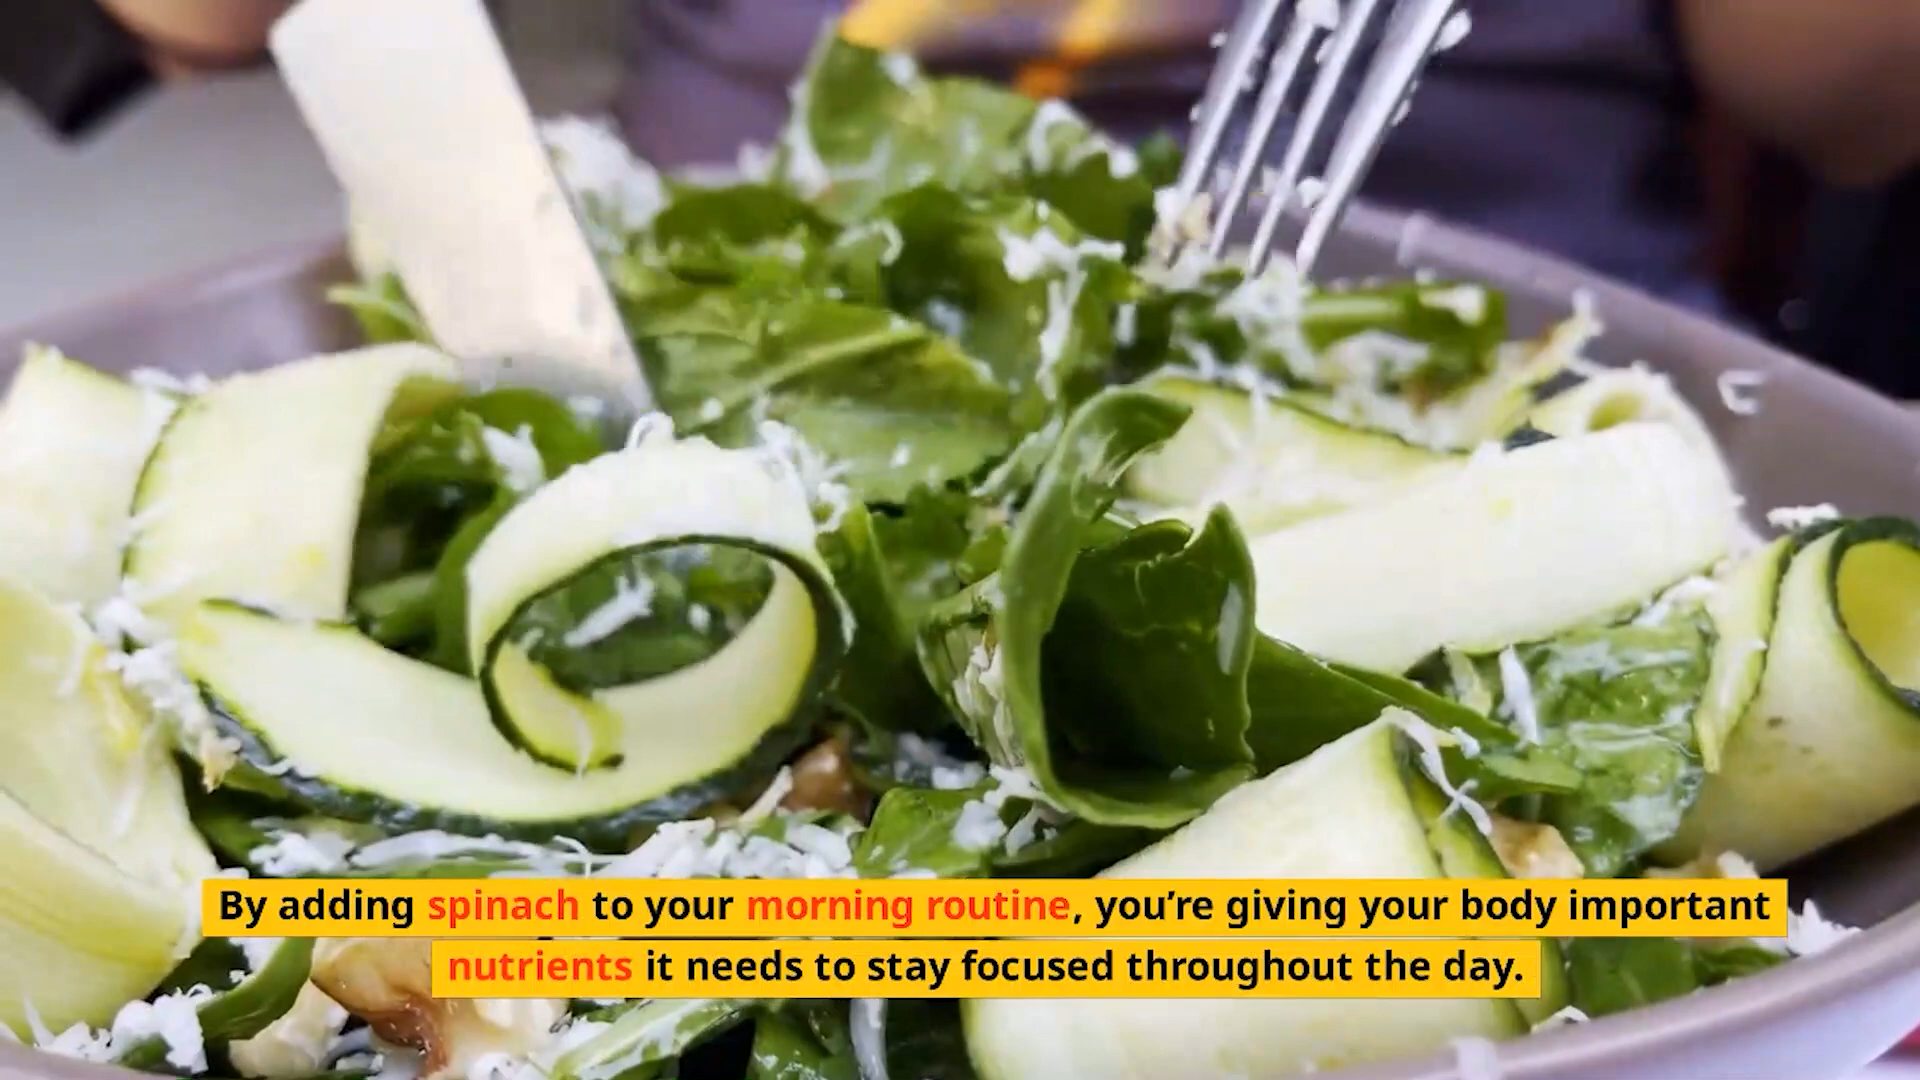 By adding spinach to your morning routine, you’re giving your body important
nutrients it needs to stay focused throughout the day.